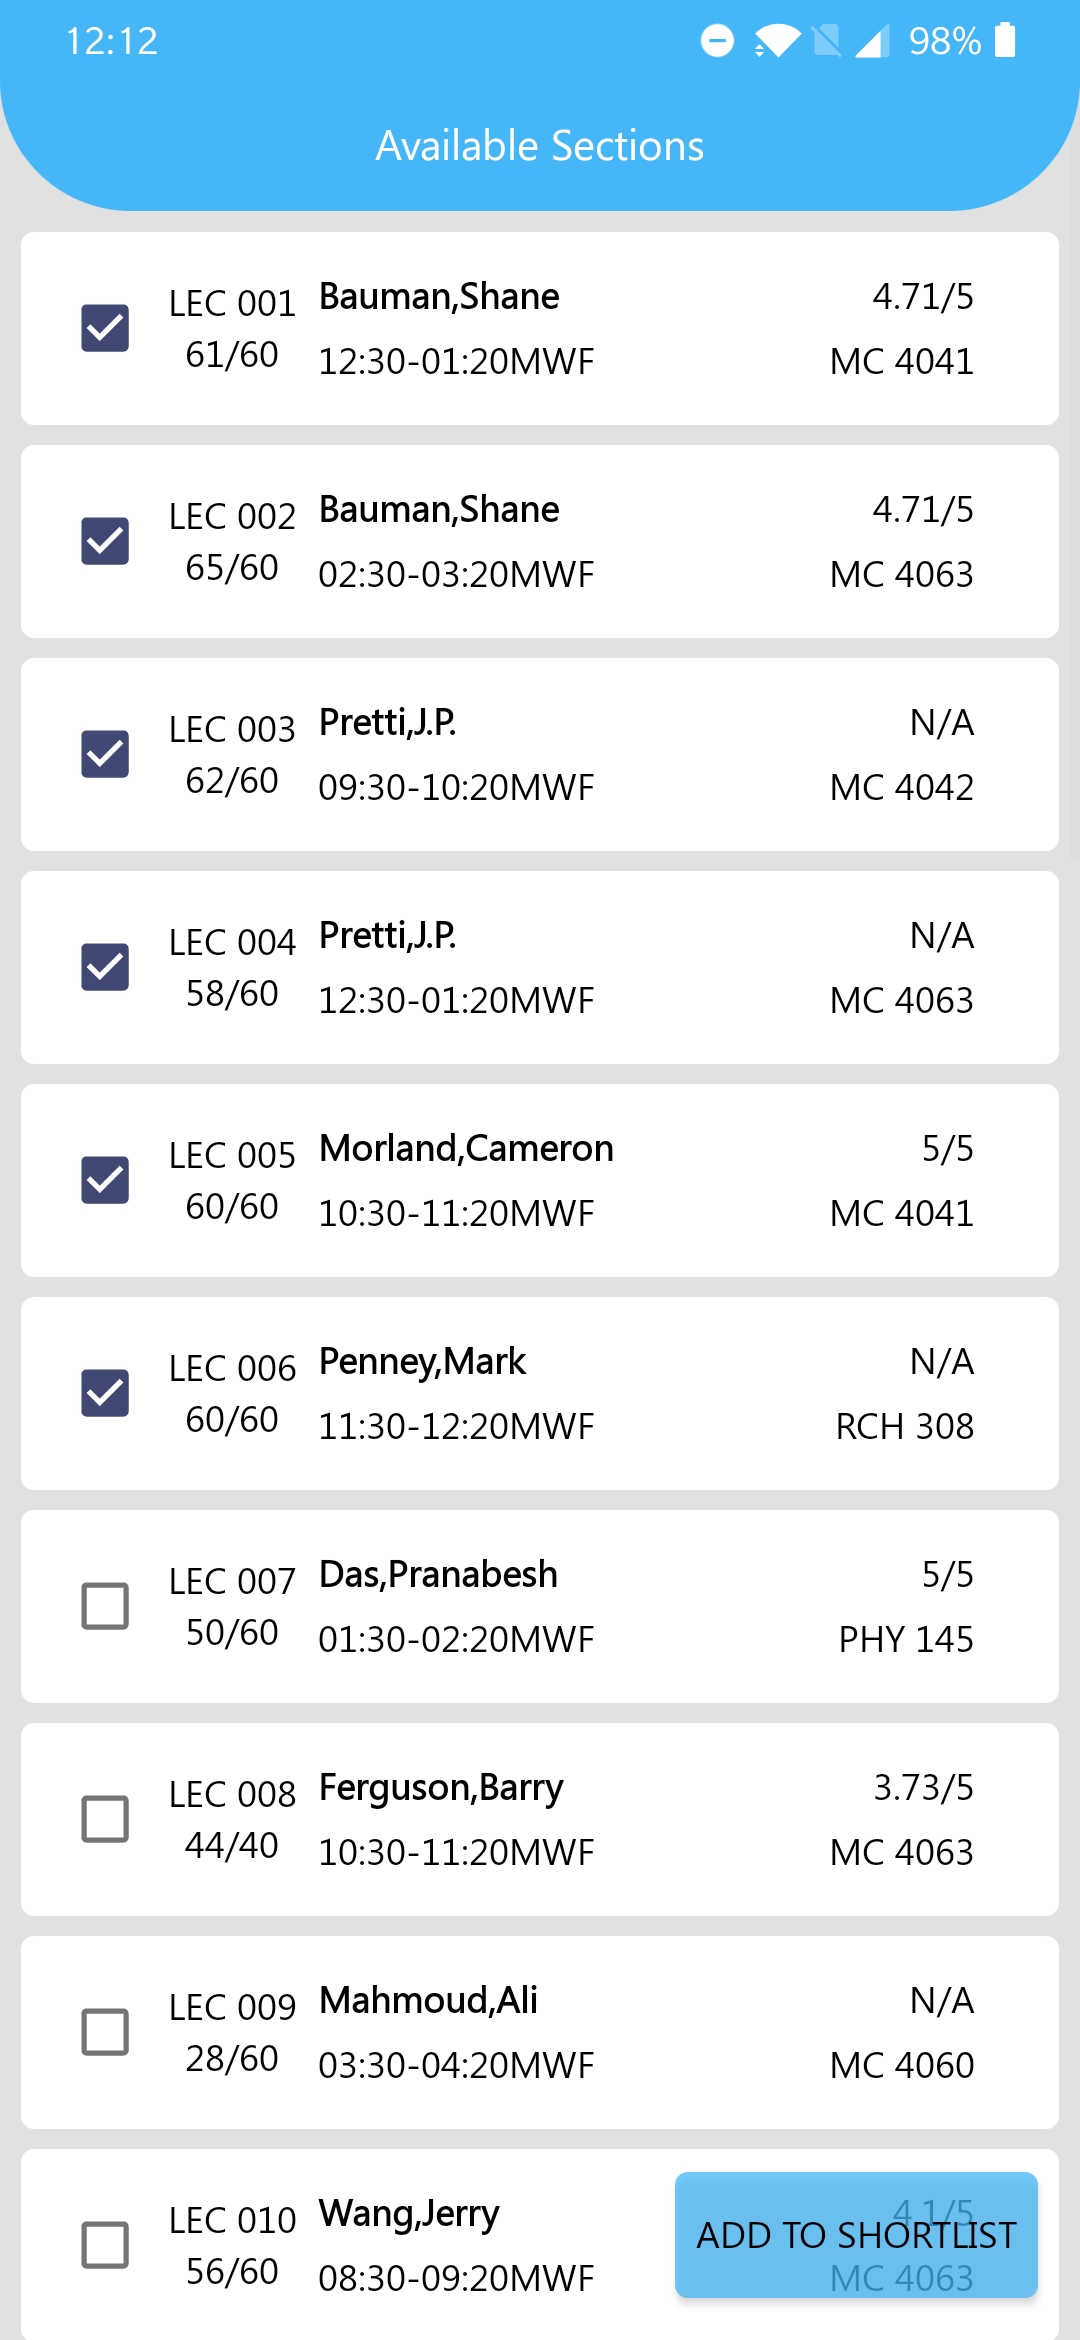 12:12 98%
Available Sections
LEC 001 Bauman,Shane 4.71/5
61/60 12:30-01:20MWF MC 4041
LEC 002 Bauman,Shane 4.71/5
65/60 02:30-03:20MWF MC 4063
LEC 003 Pretti,J.P. N/A
62/60 09:30-10:20MWF MC 4042
LEC 004 Pretti,J.P. N/A
58/60 12:30-01:20MWF MC 4063
LEC 005 Morland,Cameron 5/5
60/60 10:30-11:20MWF MC 4041
LEC 006 Penney,Mark N/A
60/60 11:30-12:20MWF RCH 308
LEC 007 Das,Pranabesh 5/5
50/60 01:30-02:20MWF PHY 145
LEC 008 Ferguson,Barry 3.73/5
44/40 10:30-11:20MWF MC 4063
LEC 009 Mahmoud,Ali N/A
28/60 03:30-04:20MWF MC 4060
LEC 010 Wang,Jerry 4.1/5
ADD TO SHORTLIST
56/60 08:30-09:20MWF MC 4063